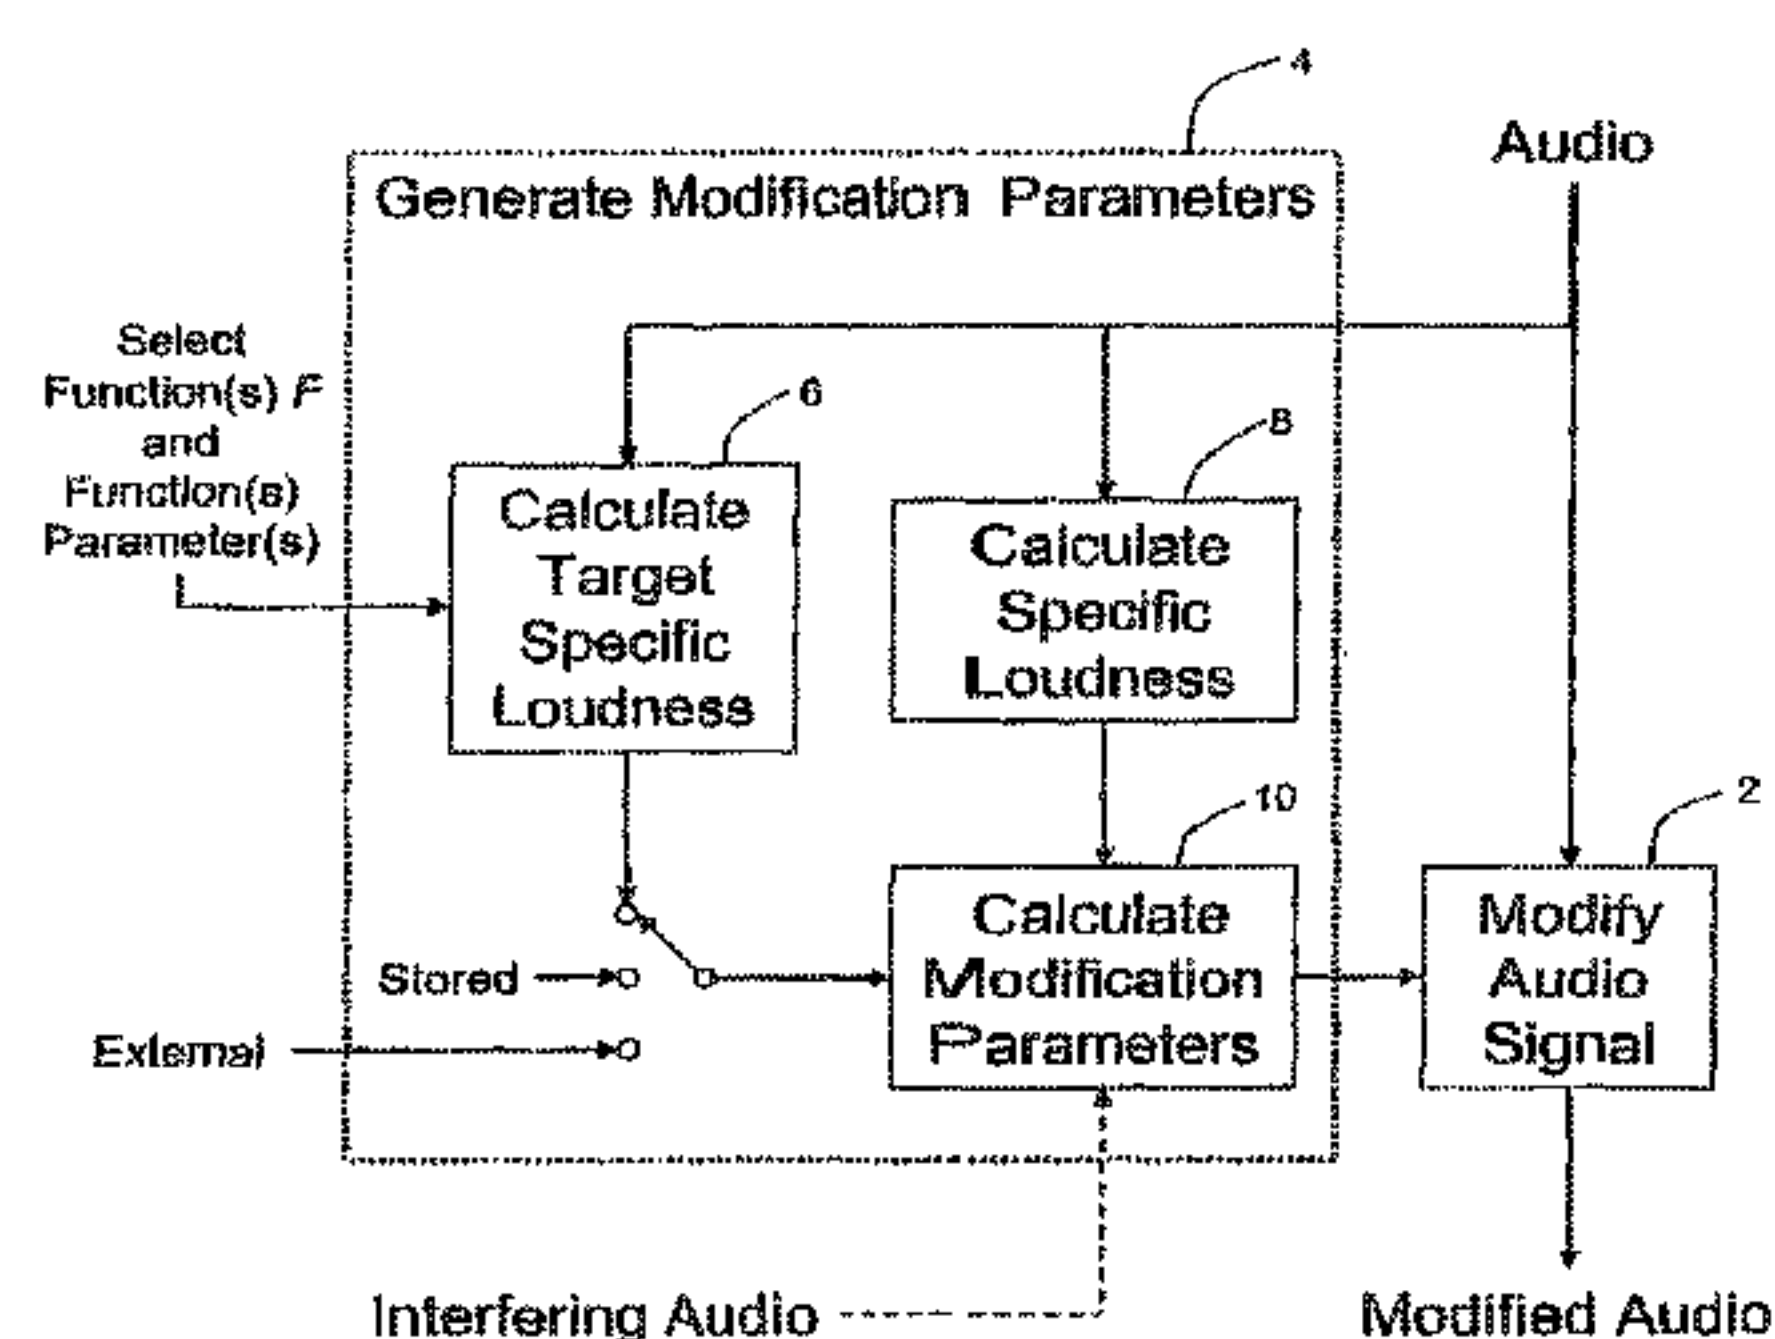 4
Audio
Generate Modification Parameters
Select
Function(s) F
and
Function(s)
Parameter(s)
6
8
Calculate
Target
Specific
Loudness
Calculate
Specific
Loudness
10
2
Stored
External
Calculate
Modification
Parameters
Modify
Audio
Signal
Interfering Audio
Modified Audio